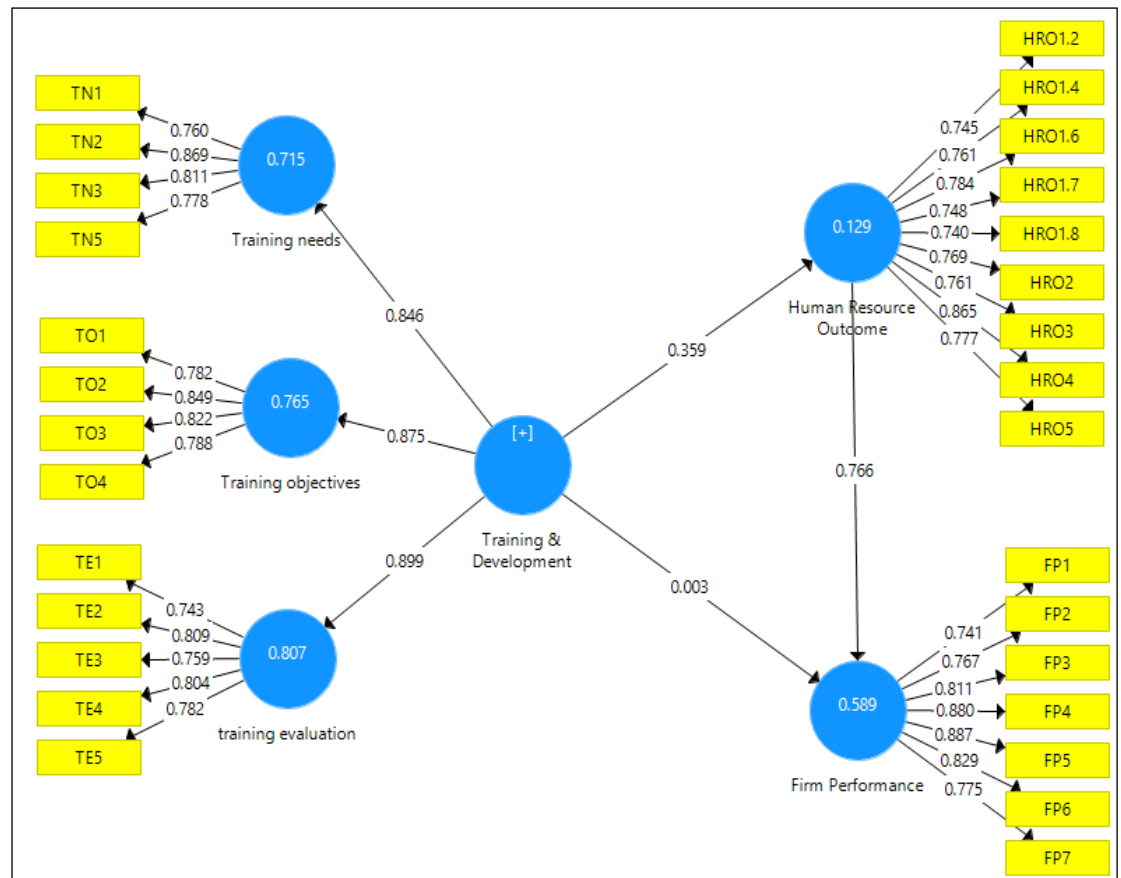 TN1
TN2
TN3
TN5
0.760
0.869
0.811
0.778
0.715
Training needs
0.846
TO1
TO2
TO3
TO4
0.782
0.849
0.822
0.788
0.765
Training objectives
0.875
TE1
TE2
TE3
TE4
TE5
0.743
0.809
0.759
0.804
0.782
0.807
training evaluation
0.899
[+]
Training &
Development
0.359
0.003
0.129
Human Resource
Outcome
0.745
0.761
0.784
0.748
0.740
0.769
0.761
0.865
0.777
HRO1.2
HRO1.4
HRO1.6
HRO1.7
HRO1.8
HRO2
HRO3
HRO4
HRO5
0.766
0.589
Firm Performance
0.741
0.767
0.811
0.880
0.887
0.829
0.775
FP1
FP2
FP3
FP4
FP5
FP6
FP7